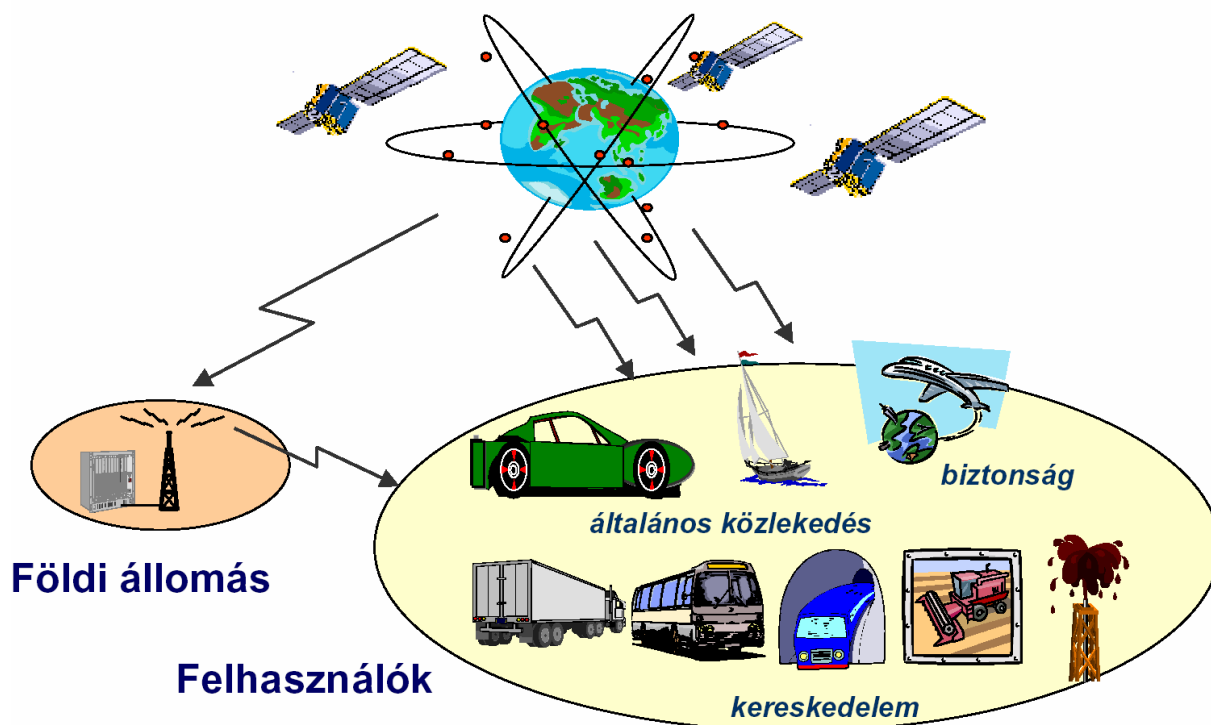 biztonság
általános közlekedés
Földi állomás
Felhasználók
kereskedelem